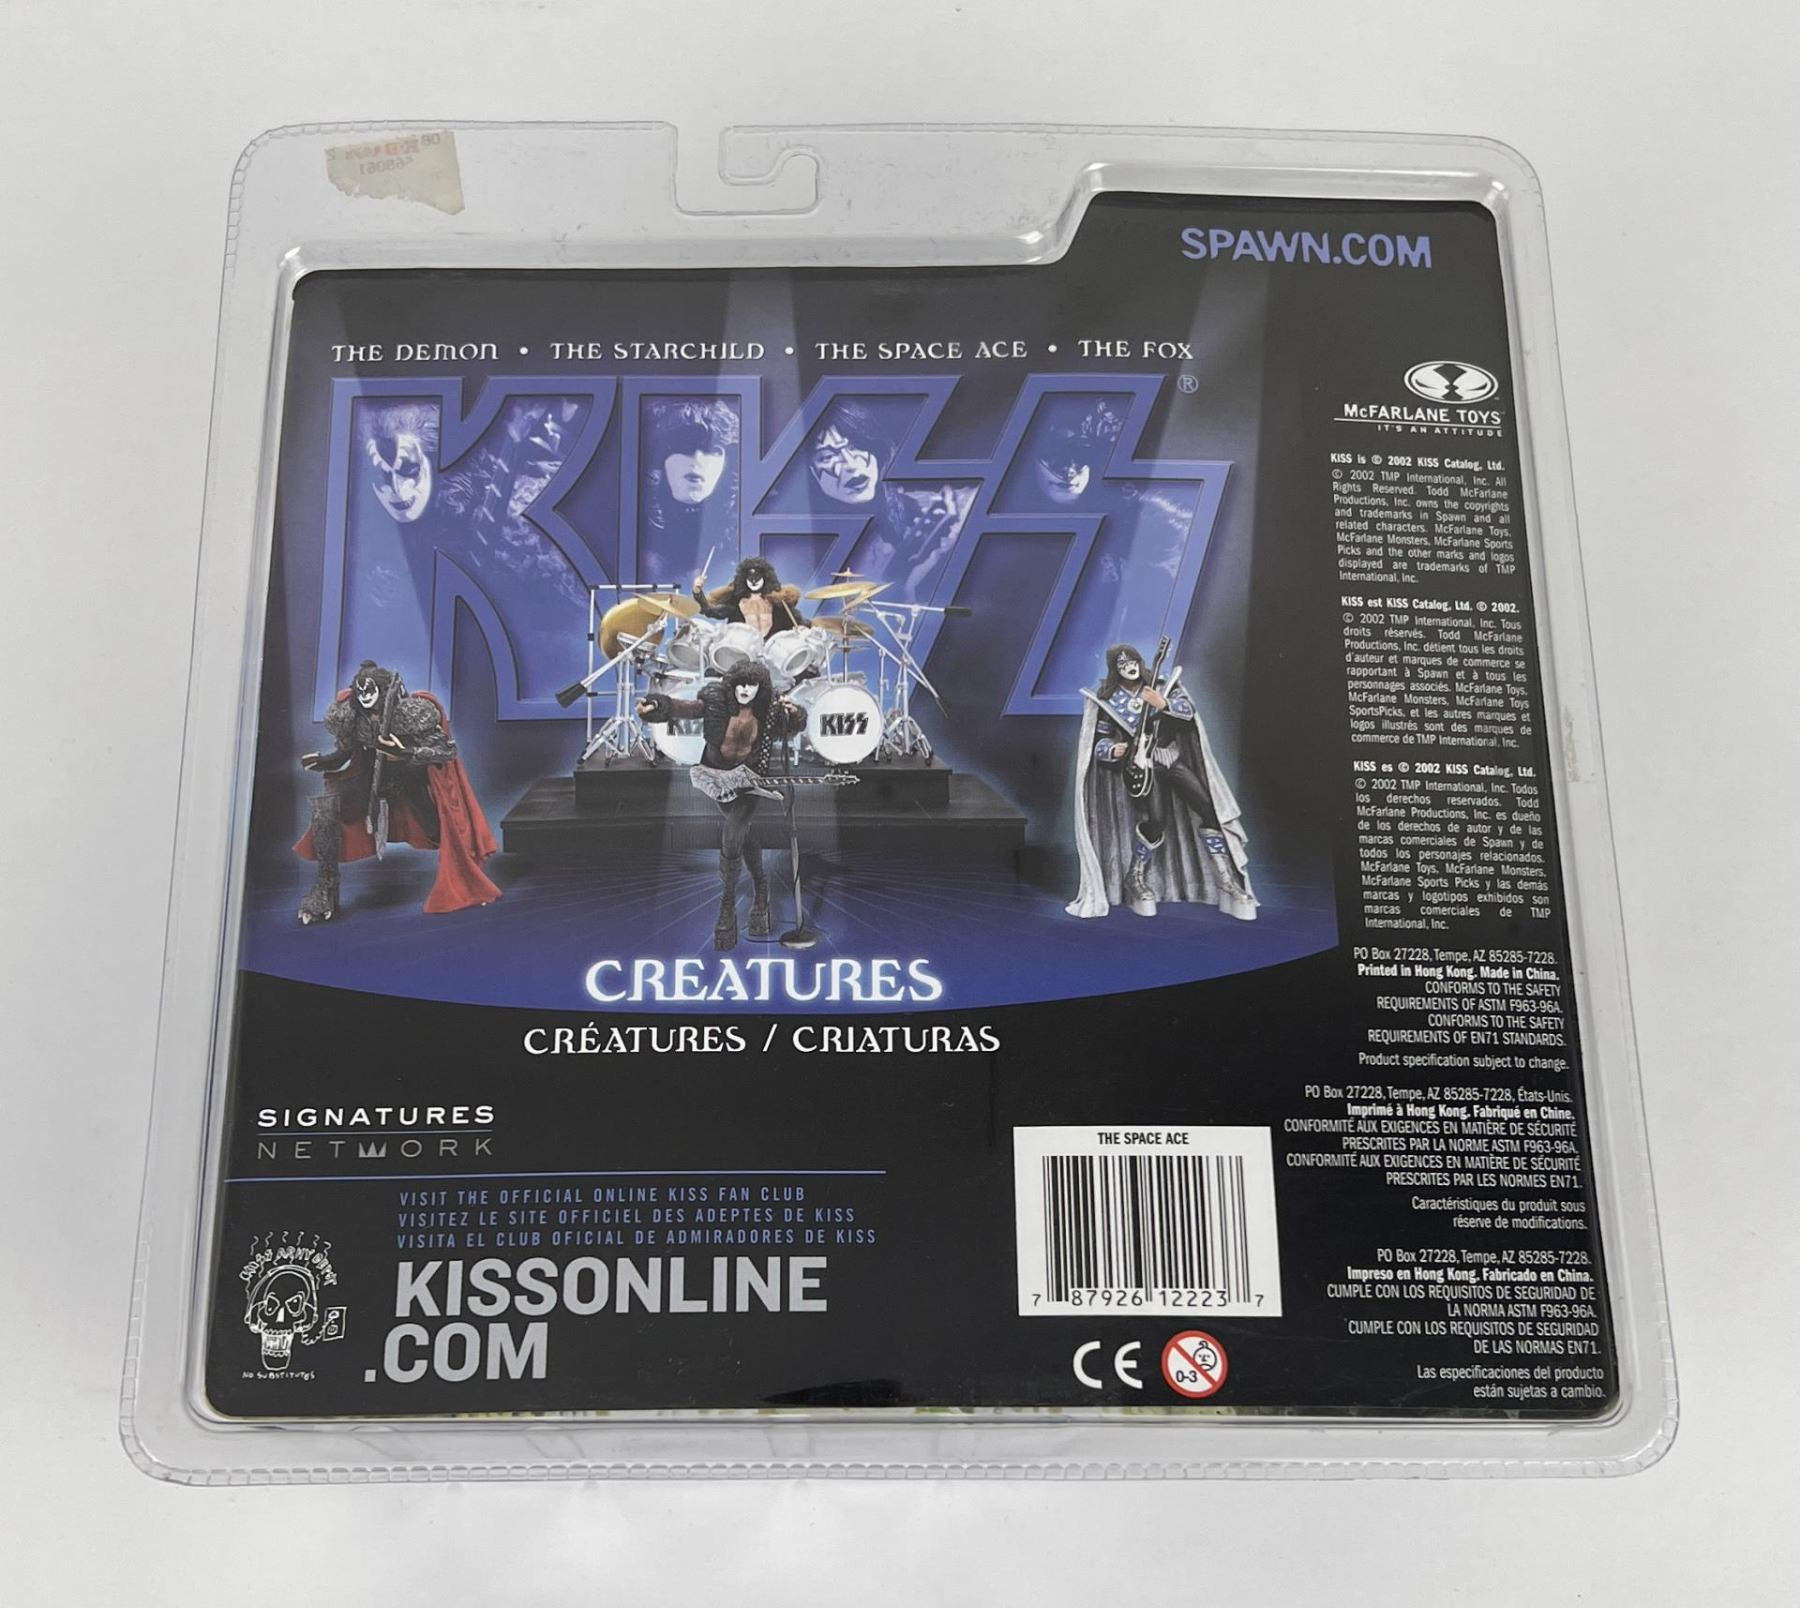 SPAWN.COM
THE DEMON • THE STARCHILD • THE SPACE ACE • THE FOX
KISS®
KISS
CREATURES
CRÉATURES / CRIATURAS
McFARLANE TOYS
IT'S AN ATTITUDE
KISS is © 2002 KISS Catalog, Ltd.
© 2002 TMP International, Inc. All
Rights Reserved. Todd McFarlane
Productions, Inc. owns the copyrights
and trademarks in Spawn and all
related characters. McFarlane Toys,
McFarlane Monsters, McFarlane Sports
Picks and the other marks and logos
displayed are trademarks of TMP
International, Inc.
KISS est KISS Catalog, Ltd. © 2002.
© 2002 TMP International, Inc. Tous
droits réservés. Todd McFarlane
Productions, Inc. détient tous les droits
d'auteur et marques de commerce se
rapportant à Spawn et à tous les
personnages associés. McFarlane Toys,
McFarlane Monsters, McFarlane Toys
SportsPicks, et les autres marques et
logos illustrés sont des marques de
commerce de TMP International, Inc.
KISS es © 2002 KISS Catalog, Ltd.
© 2002 TMP International, Inc. Todos
los derechos reservados. Todd
McFarlane Productions, Inc. es dueño
de los derechos de autor y de las
marcas comerciales de Spawn y de
todos los personajes relacionados.
McFarlane Toys, McFarlane Monsters,
McFarlane Sports Picks y las demás
marcas y logotipos exhibidos son
marcas comerciales de TMP
International, Inc.
PO Box 27228, Tempe, AZ 85285-7228.
Printed in Hong Kong. Made in China.
CONFORMS TO THE SAFETY
REQUIREMENTS OF ASTM F963-96A.
CONFORMS TO THE SAFETY
REQUIREMENTS OF EN71 STANDARDS.
Product specification subject to change.
PO Box 27228, Tempe, AZ 85285-7228, États-Unis.
Imprimé à Hong Kong. Fabriqué en Chine.
CONFORMITÉ AUX EXIGENCES EN MATIÈRE DE SÉCURITÉ
PRESCRITES PAR LA NORME ASTM F963-96A.
CONFORMITÉ AUX EXIGENCES EN MATIÈRE DE SÉCURITÉ
PRESCRITES PAR LES NORMES EN71.
Caractéristiques du produit sous
réserve de modifications.
PO Box 27228, Tempe, AZ 85285-7228.
Impreso en Hong Kong. Fabricado en China.
CUMPLE CON LOS REQUISITOS DE SEGURIDAD DE
LA NORMA ASTM F963-96A.
CUMPLE CON LOS REQUISITOS DE SEGURIDAD
DE LAS NORMAS EN71.
Las especificaciones del producto
están sujetas a cambio.
SIGNATURES
NETWORK
VISIT THE OFFICIAL ONLINE KISS FAN CLUB
VISITEZ LE SITE OFFICIEL DES ADEPTES DE KISS
VISITA EL CLUB OFICIAL DE ADMIRADORES DE KISS
KISSONLINE
.COM
KISS ARMY DEPOT
NO SUBSTITUTES
THE SPACE ACE
7 87926 12223 7
CE
0-3